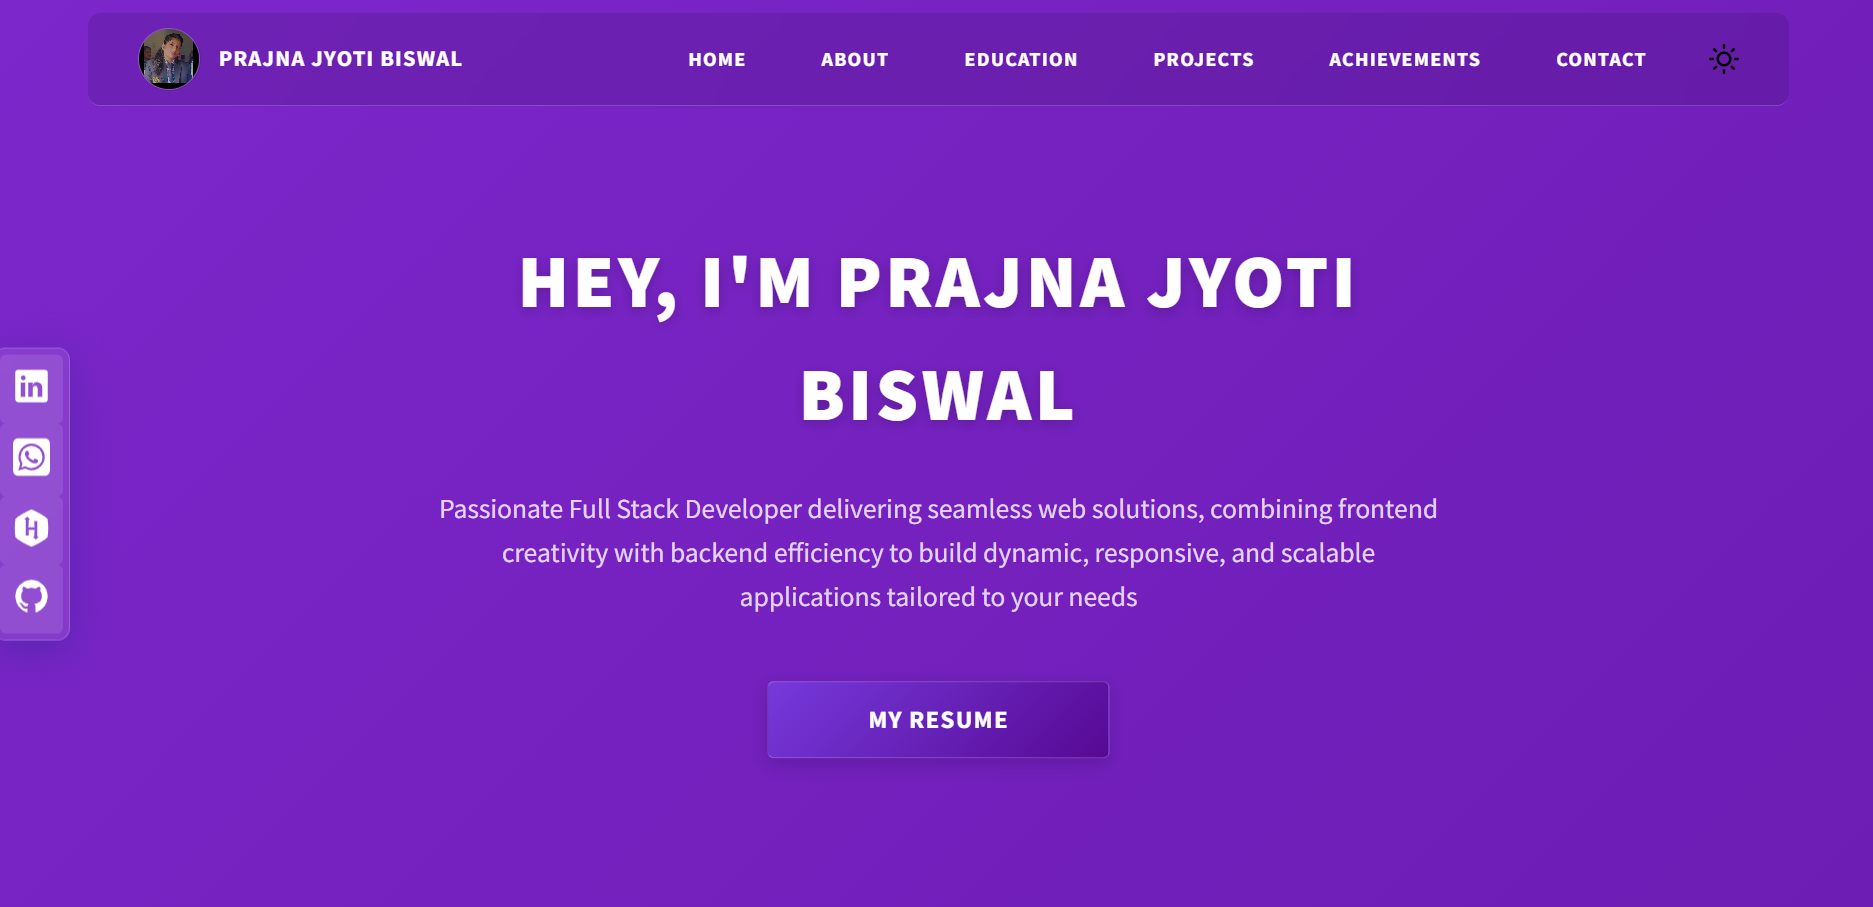 PRAJNA JYOTI BISWAL
HOME
ABOUT
EDUCATION
PROJECTS
ACHIEVEMENTS
CONTACT
HEY, I'M PRAJNA JYOTI
BISWAL
in
H
Passionate Full Stack Developer delivering seamless web solutions, combining frontend
creativity with backend efficiency to build dynamic, responsive, and scalable
applications tailored to your needs
MY RESUME